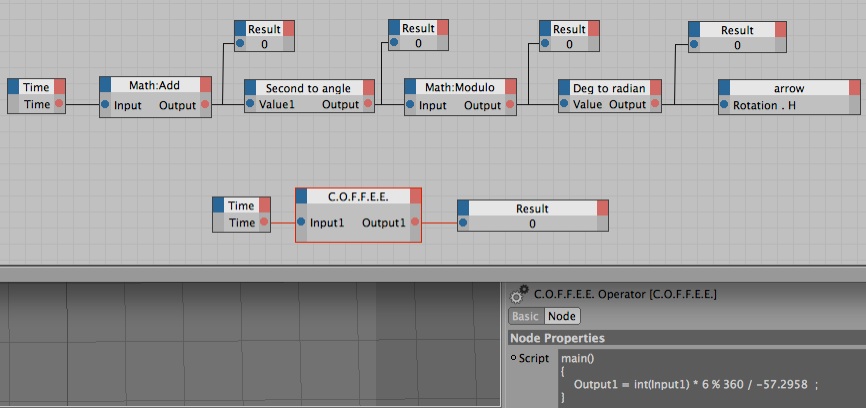 Result
0
Result
0
Result
0
Result
0
Time
Time
Math:Add
Input Output
Second to angle
Value1 Output
Math:Modulo
Input Output
Deg to radian
Value Output
arrow
Rotation . H
Time
Time
C.O.F.F.E.E.
Input1 Output1
Result
0
C.O.F.F.E.E. Operator [C.O.F.F.E.E.]
Basic Node
Node Properties
Script main()
{
Output1 = int(Input1) * 6 % 360 / -57.2958 ;
}